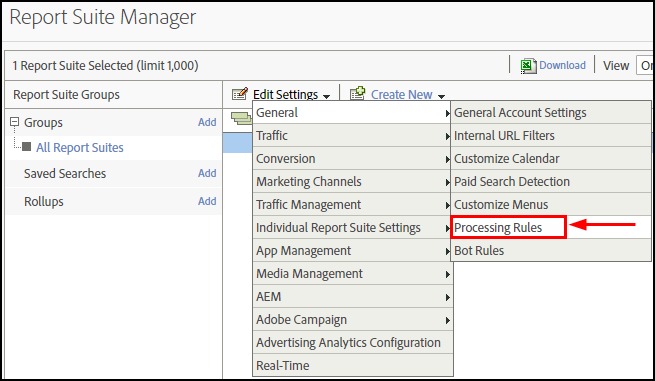 Report Suite Manager
1 Report Suite Selected (limit 1,000)
Download
View
Report Suite Groups
Edit Settings
Create New
Groups
Add
All Report Suites
Saved Searches
Add
Rollups
Add
General
Traffic
Conversion
Marketing Channels
Traffic Management
Individual Report Suite Settings
App Management
Media Management
AEM
Adobe Campaign
Advertising Analytics Configuration
Real-Time
General Account Settings
Internal URL Filters
Customize Calendar
Paid Search Detection
Customize Menus
Processing Rules
Bot Rules